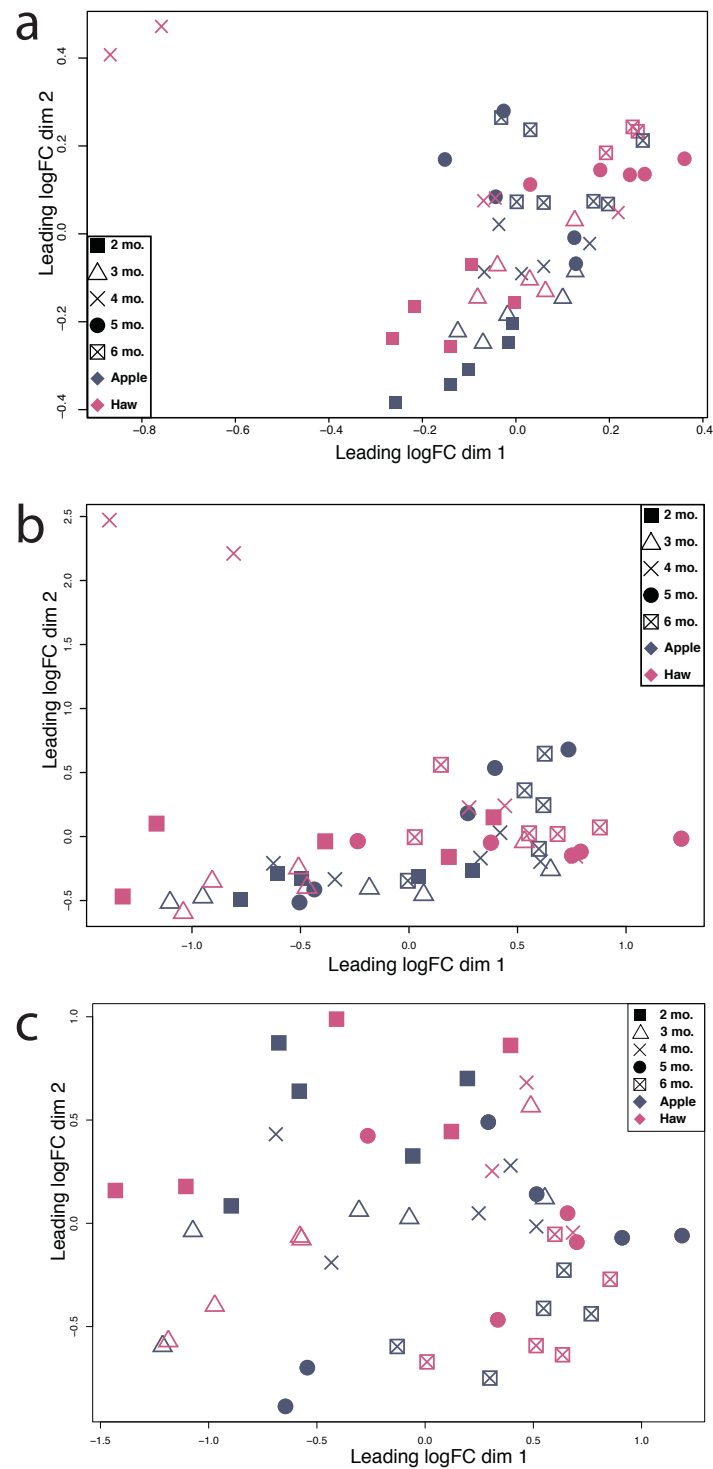 a
Leading logFC dim 2
0.4
0.2
0.0
−0.2
−0.4
2 mo.
3 mo.
4 mo.
5 mo.
6 mo.
Apple
Haw
−0.8 −0.6 −0.4 −0.2 0.0 0.2 0.4
Leading logFC dim 1
b
Leading logFC dim 2
2.5
2.0
1.5
1.0
0.5
0.0
−0.5
2 mo.
3 mo.
4 mo.
5 mo.
6 mo.
Apple
Haw
−1.0 −0.5 0.0 0.5 1.0
Leading logFC dim 1
c
Leading logFC dim 2
1.0
0.5
0.0
−0.5
2 mo.
3 mo.
4 mo.
5 mo.
6 mo.
Apple
Haw
−1.5 −1.0 −0.5 0.0 0.5 1.0
Leading logFC dim 1